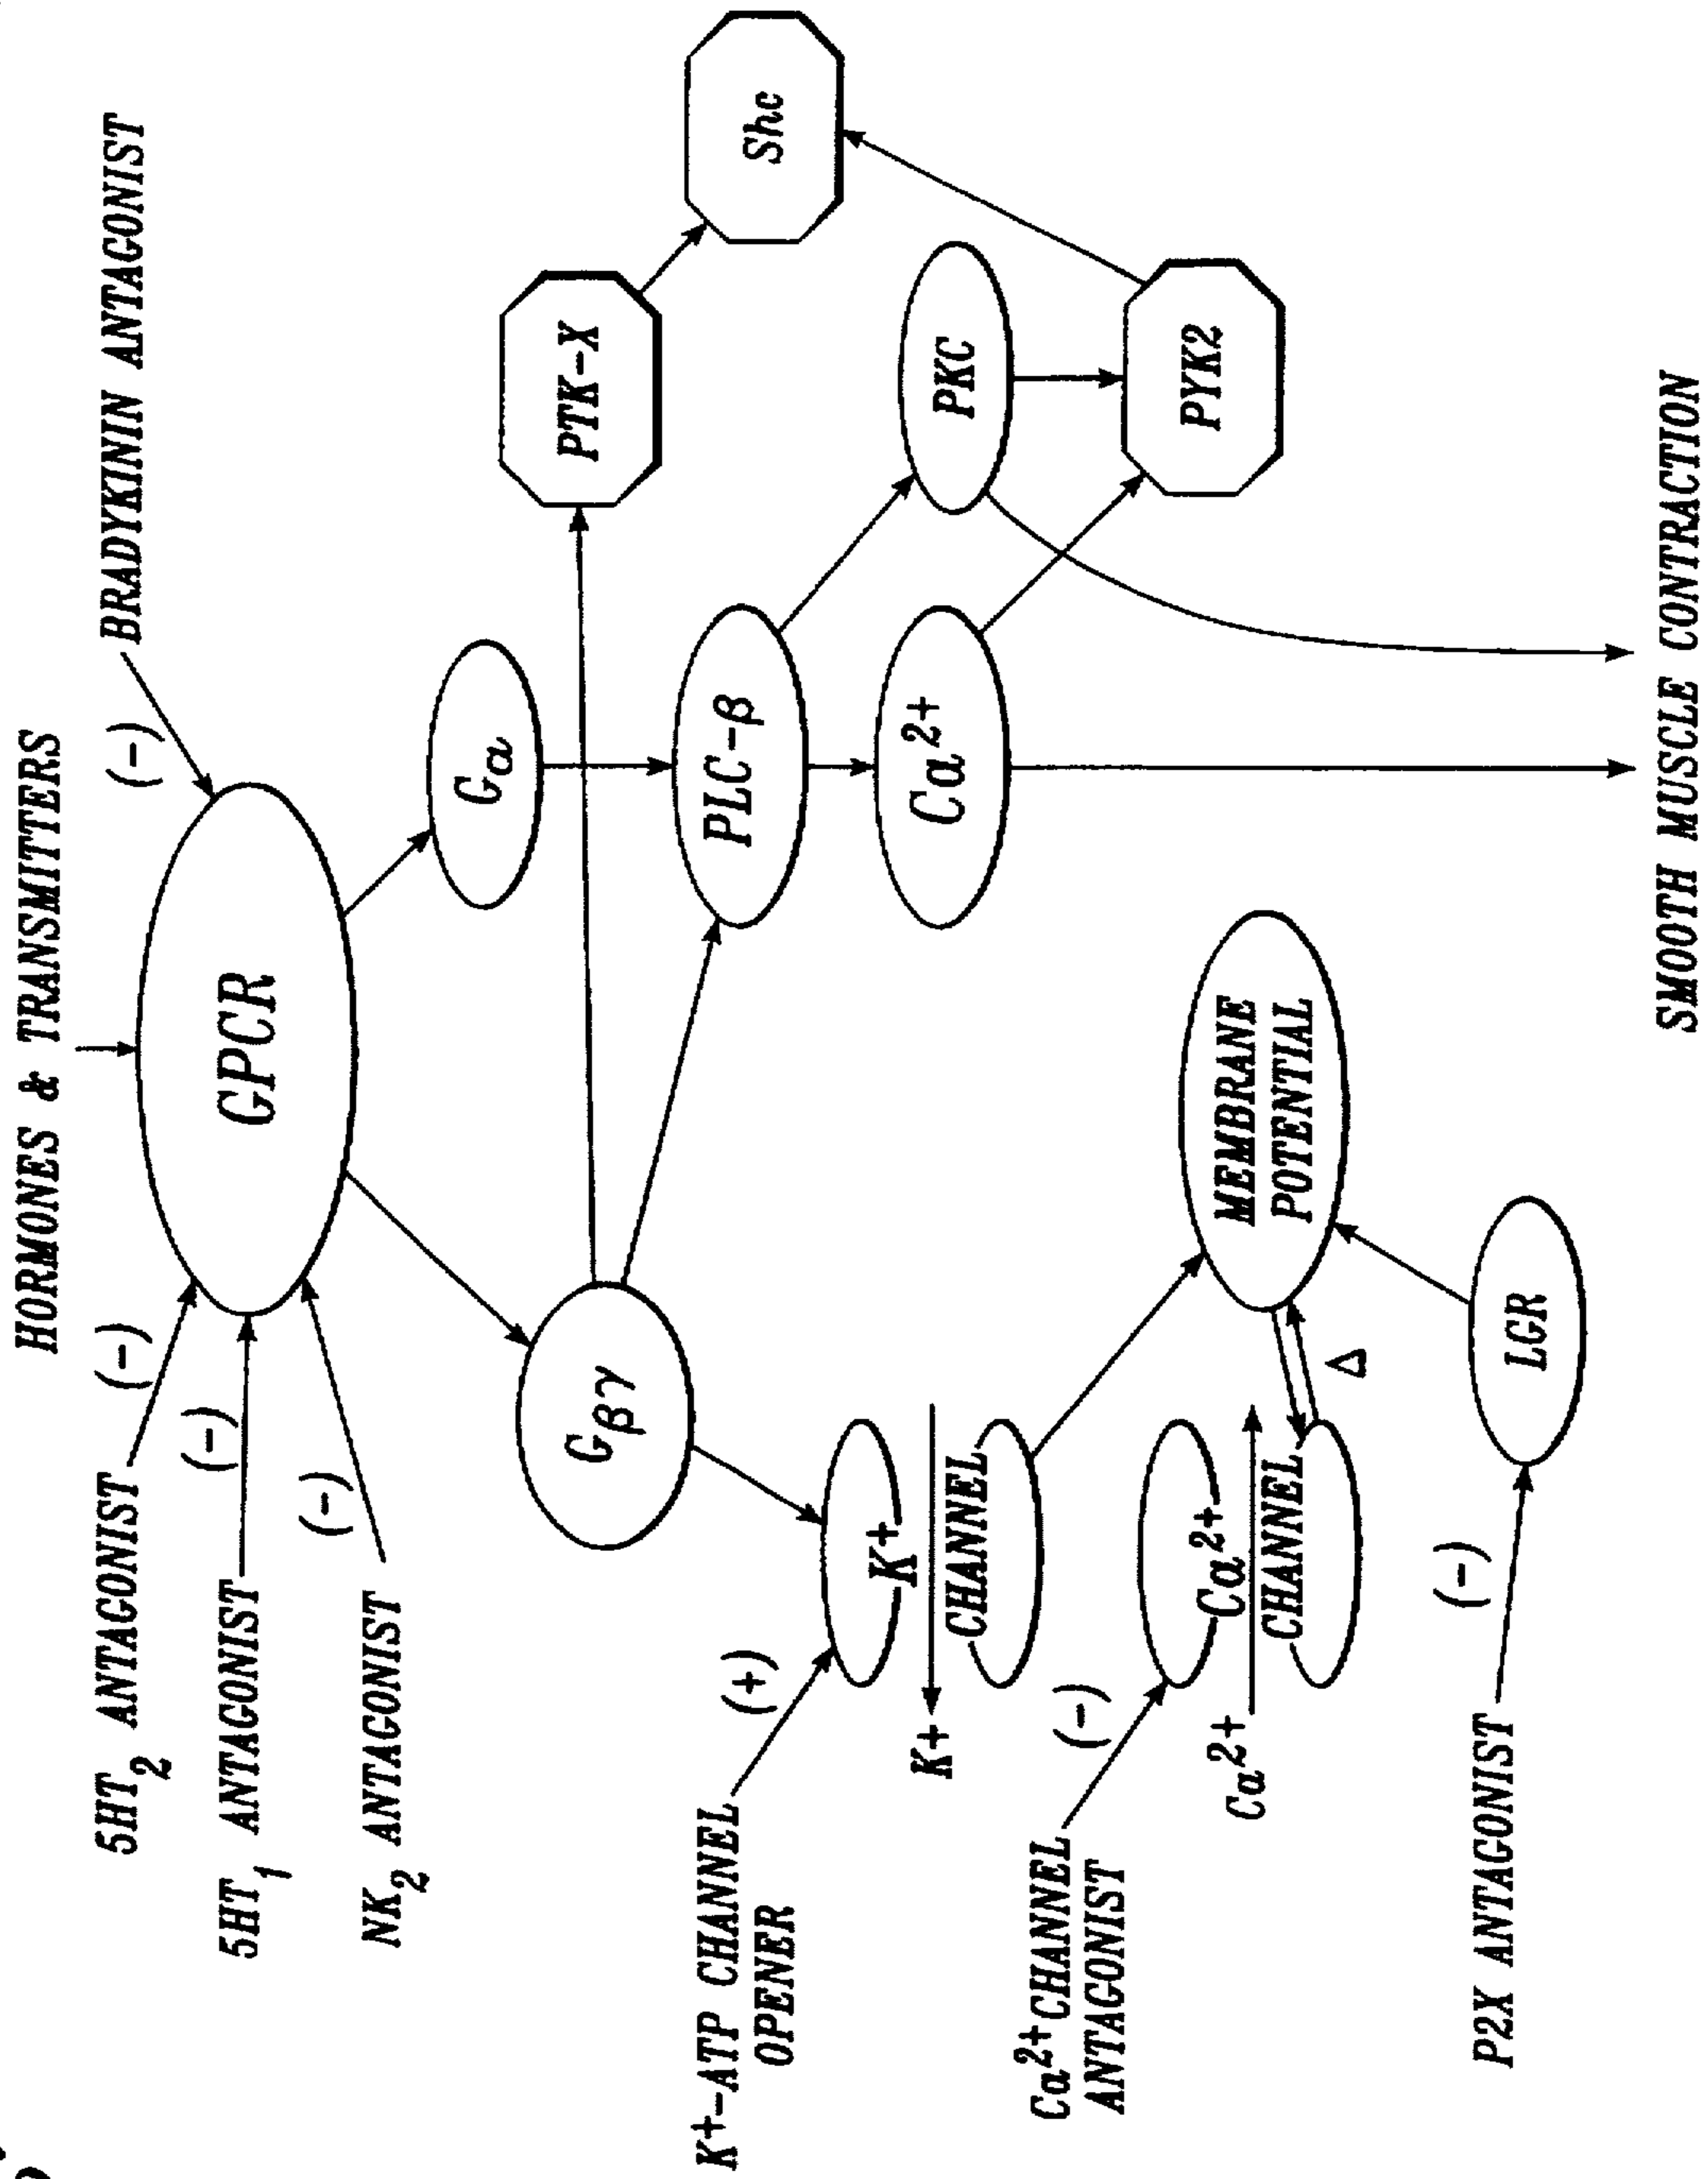 HORMONES & TRANSMITTERS
5HT₂ ANTAGONIST
(-)
(-)
BRADYKININ ANTAGONIST
5HT₁ ANTAGONIST
(-)
GPCR
NK₂ ANTAGONIST
(-)
Gα
Gβγ
PTK-X
Shc
PLC-β
K+-ATP CHANNEL
OPENER
(+)
K+
CHANNEL
K+
Ca²⁺
PKC
Ca²⁺CHANNEL
ANTAGONIST
(-)
Ca²⁺
CHANNEL
Ca²⁺
MEMBRANE
POTENTIAL
Δ
PYK2
P2X ANTAGONIST
(-)
LGR
SMOOTH MUSCLE CONTRACTION